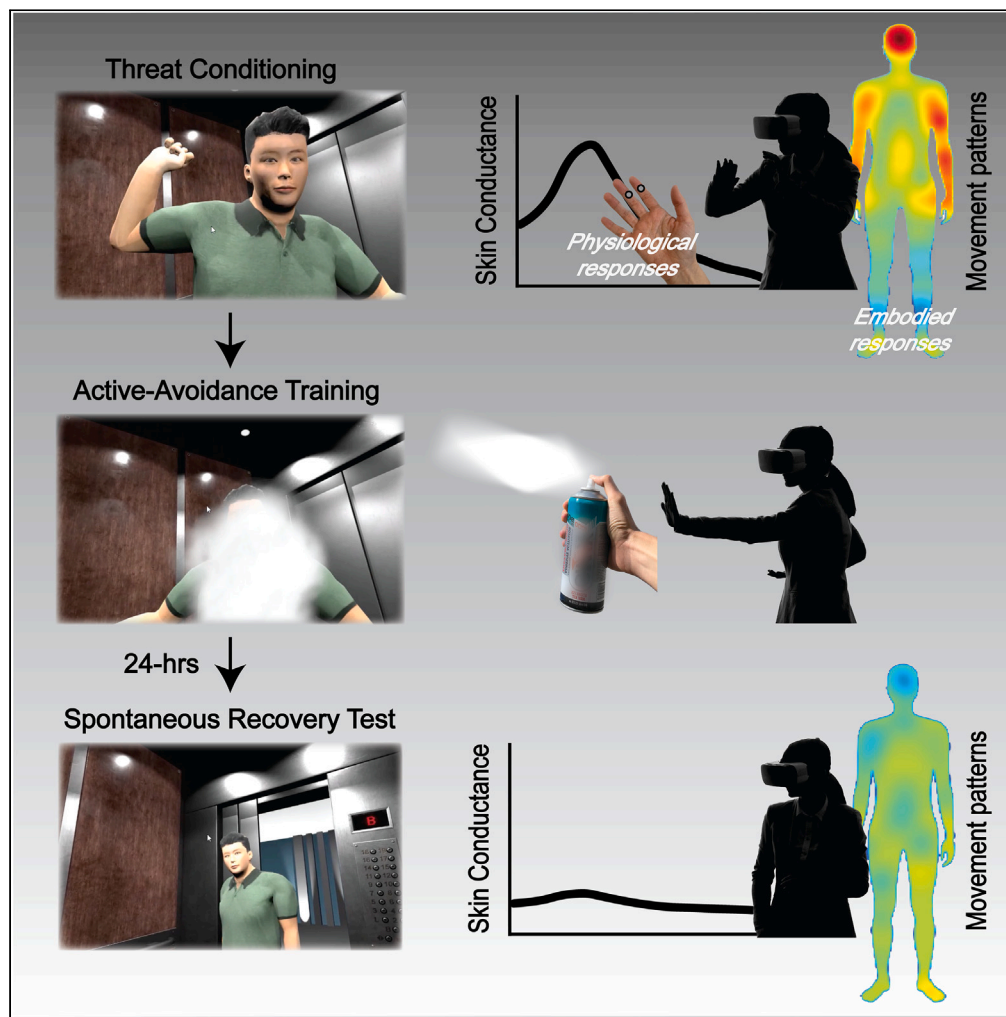 Threat Conditioning
Skin Conductance
Physiological
responses
Movement patterns
Embodied
responses
Active-Avoidance Training
24-hrs
Spontaneous Recovery Test
B
Skin Conductance
Movement patterns